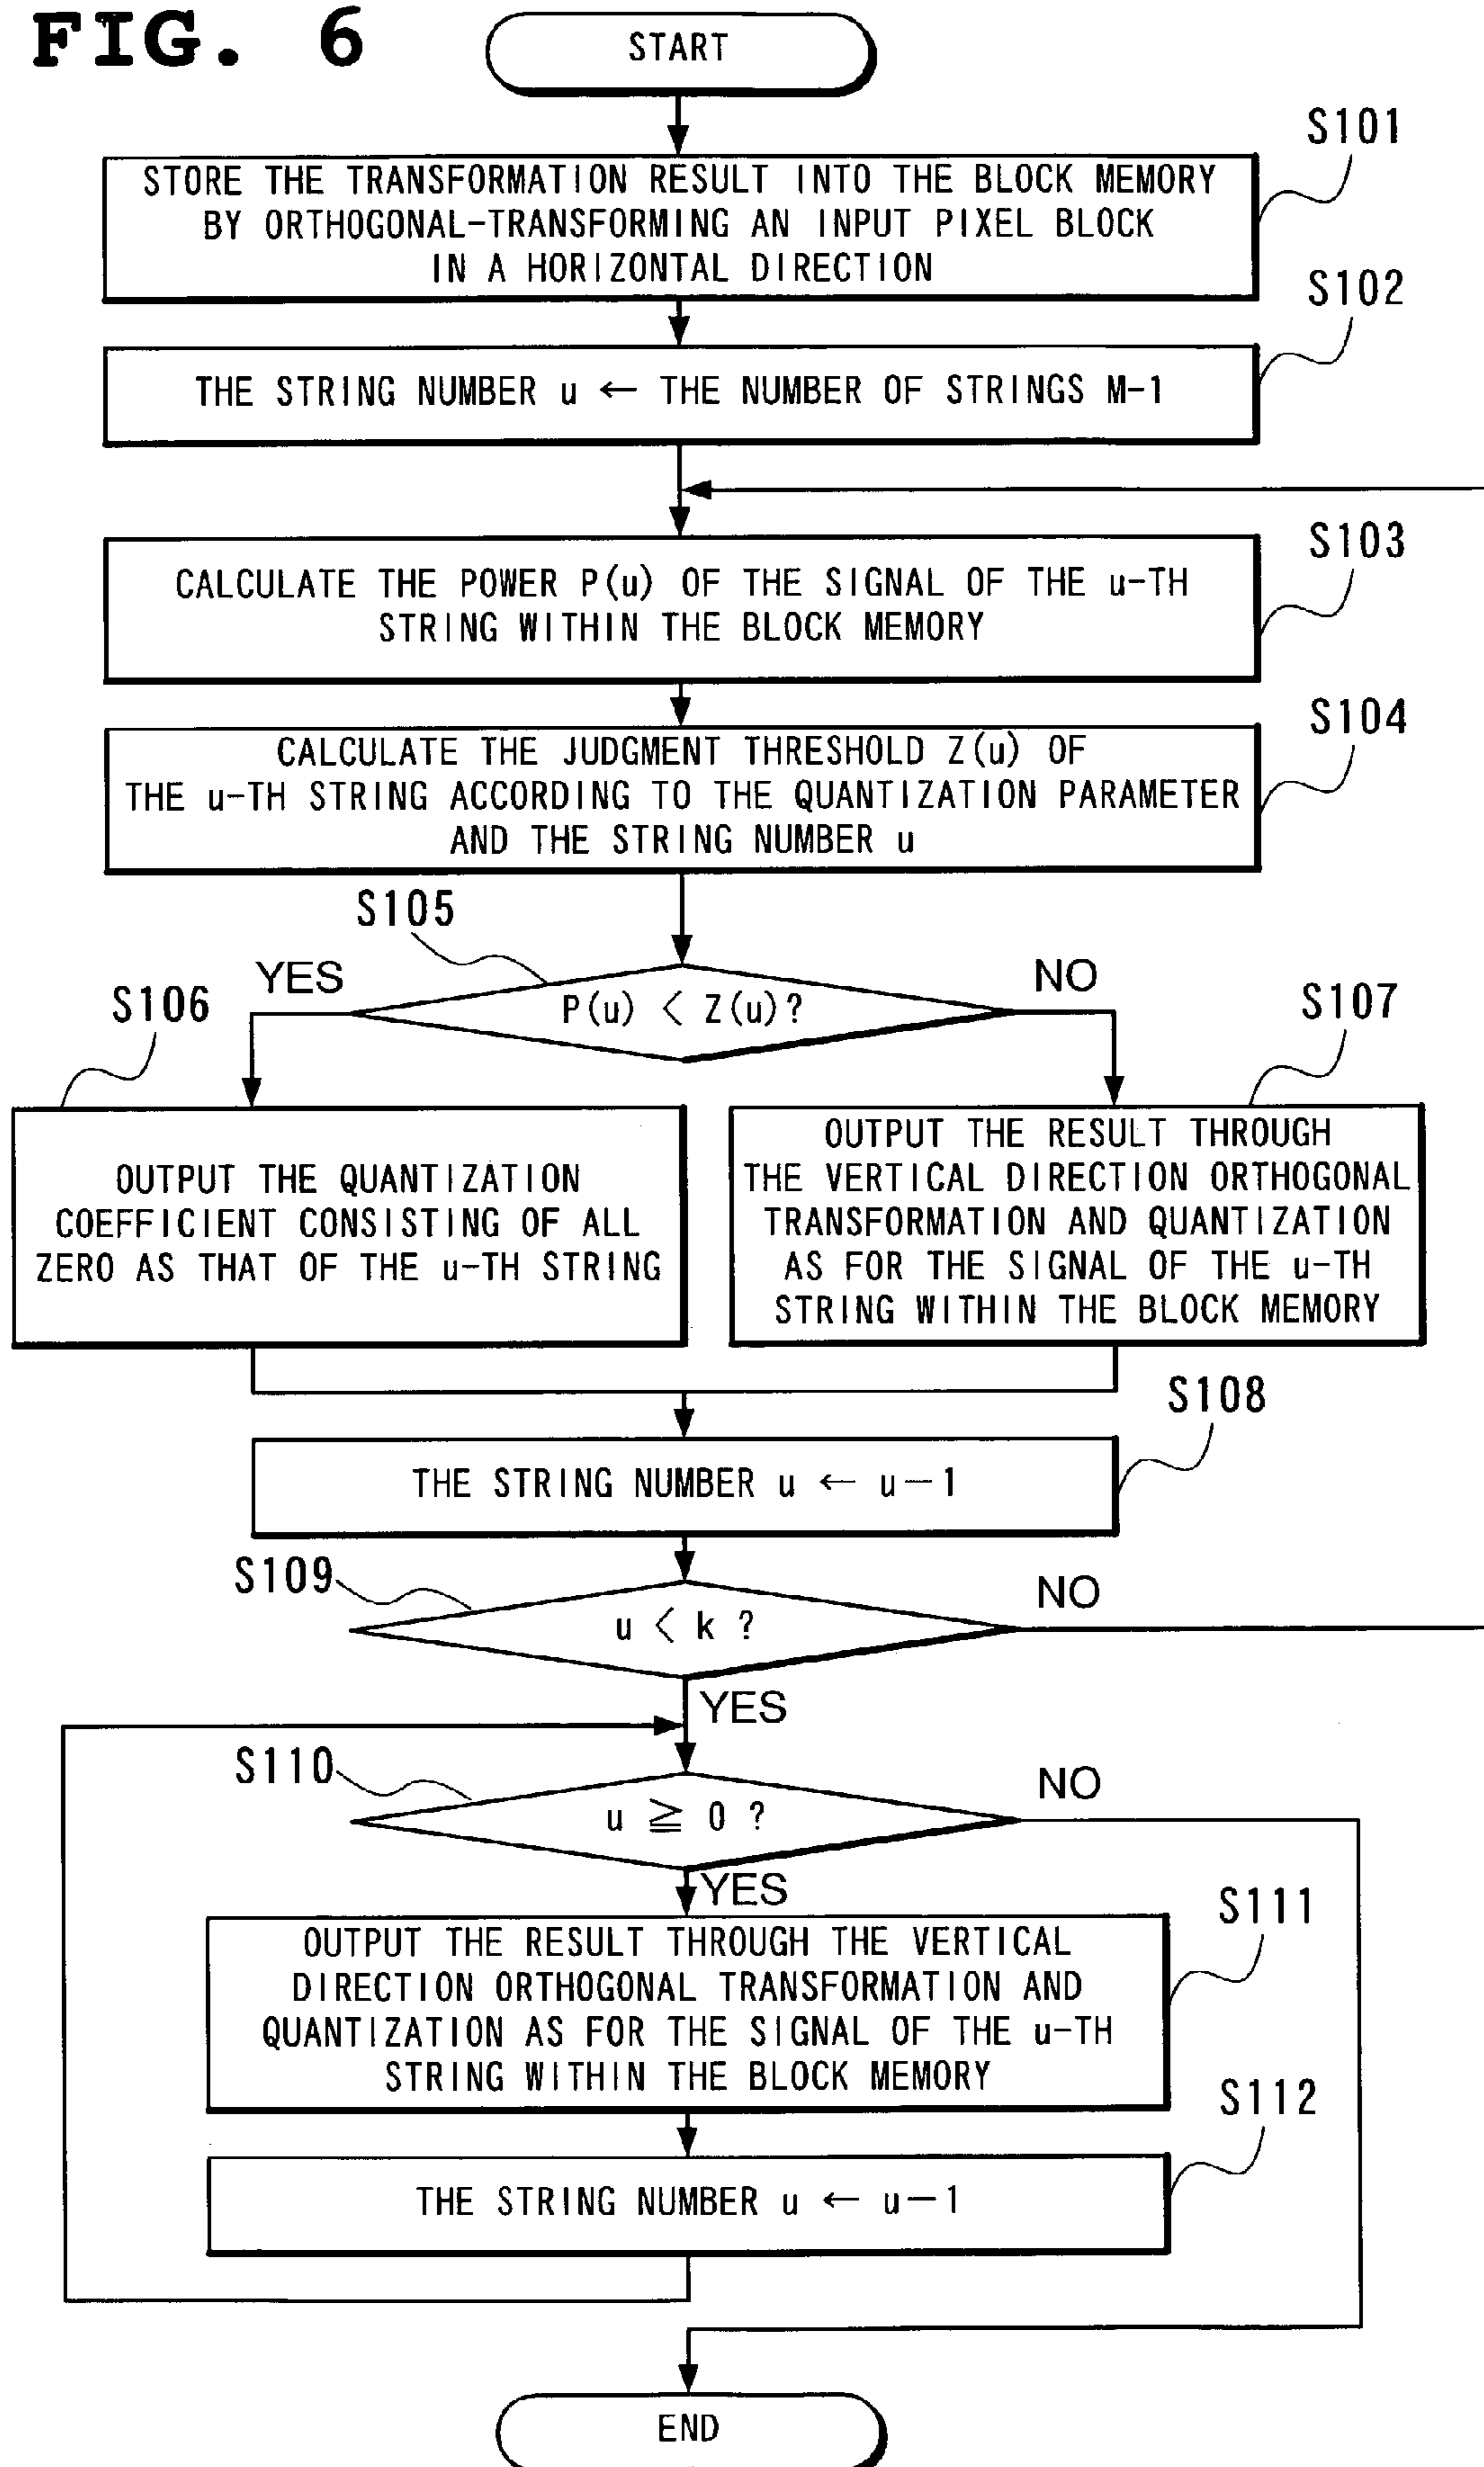 FIG. 6
START
S101
STORE THE TRANSFORMATION RESULT INTO THE BLOCK MEMORY
BY ORTHOGONAL-TRANSFORMING AN INPUT PIXEL BLOCK
IN A HORIZONTAL DIRECTION
S102
THE STRING NUMBER u ← THE NUMBER OF STRINGS M-1
S103
CALCULATE THE POWER P(u) OF THE SIGNAL OF THE u-TH
STRING WITHIN THE BLOCK MEMORY
S104
CALCULATE THE JUDGMENT THRESHOLD Z(u) OF
THE u-TH STRING ACCORDING TO THE QUANTIZATION PARAMETER
AND THE STRING NUMBER u
S105
YES
P(u) < Z(u)?
NO
S106
OUTPUT THE QUANTIZATION
COEFFICIENT CONSISTING OF ALL
ZERO AS THAT OF THE u-TH STRING
S107
OUTPUT THE RESULT THROUGH
THE VERTICAL DIRECTION ORTHOGONAL
TRANSFORMATION AND QUANTIZATION
AS FOR THE SIGNAL OF THE u-TH
STRING WITHIN THE BLOCK MEMORY
S108
THE STRING NUMBER u ← u-1
S109
u < k ?
NO
YES
S110
u ≧ 0 ?
NO
YES
S111
OUTPUT THE RESULT THROUGH THE VERTICAL
DIRECTION ORTHOGONAL TRANSFORMATION AND
QUANTIZATION AS FOR THE SIGNAL OF THE u-TH
STRING WITHIN THE BLOCK MEMORY
S112
THE STRING NUMBER u ← u-1
END